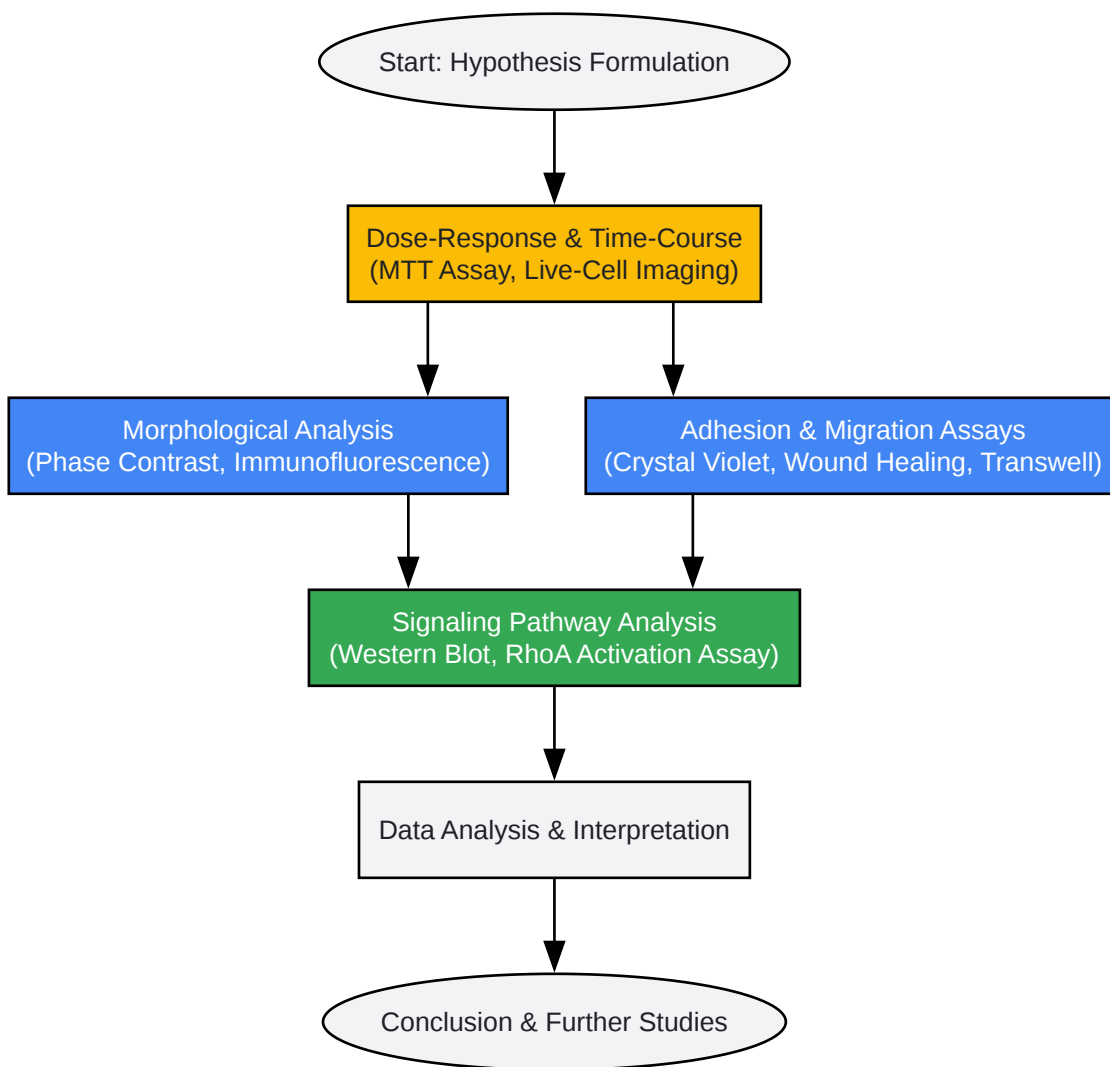 Start: Hypothesis Formulation
Dose-Response & Time-Course
(MTT Assay, Live-Cell Imaging)
Morphological Analysis
(Phase Contrast, Immunofluorescence)
Adhesion & Migration Assays
(Crystal Violet, Wound Healing, Transwell)
Signaling Pathway Analysis
(Western Blot, RhoA Activation Assay)
Data Analysis & Interpretation
Conclusion & Further Studies